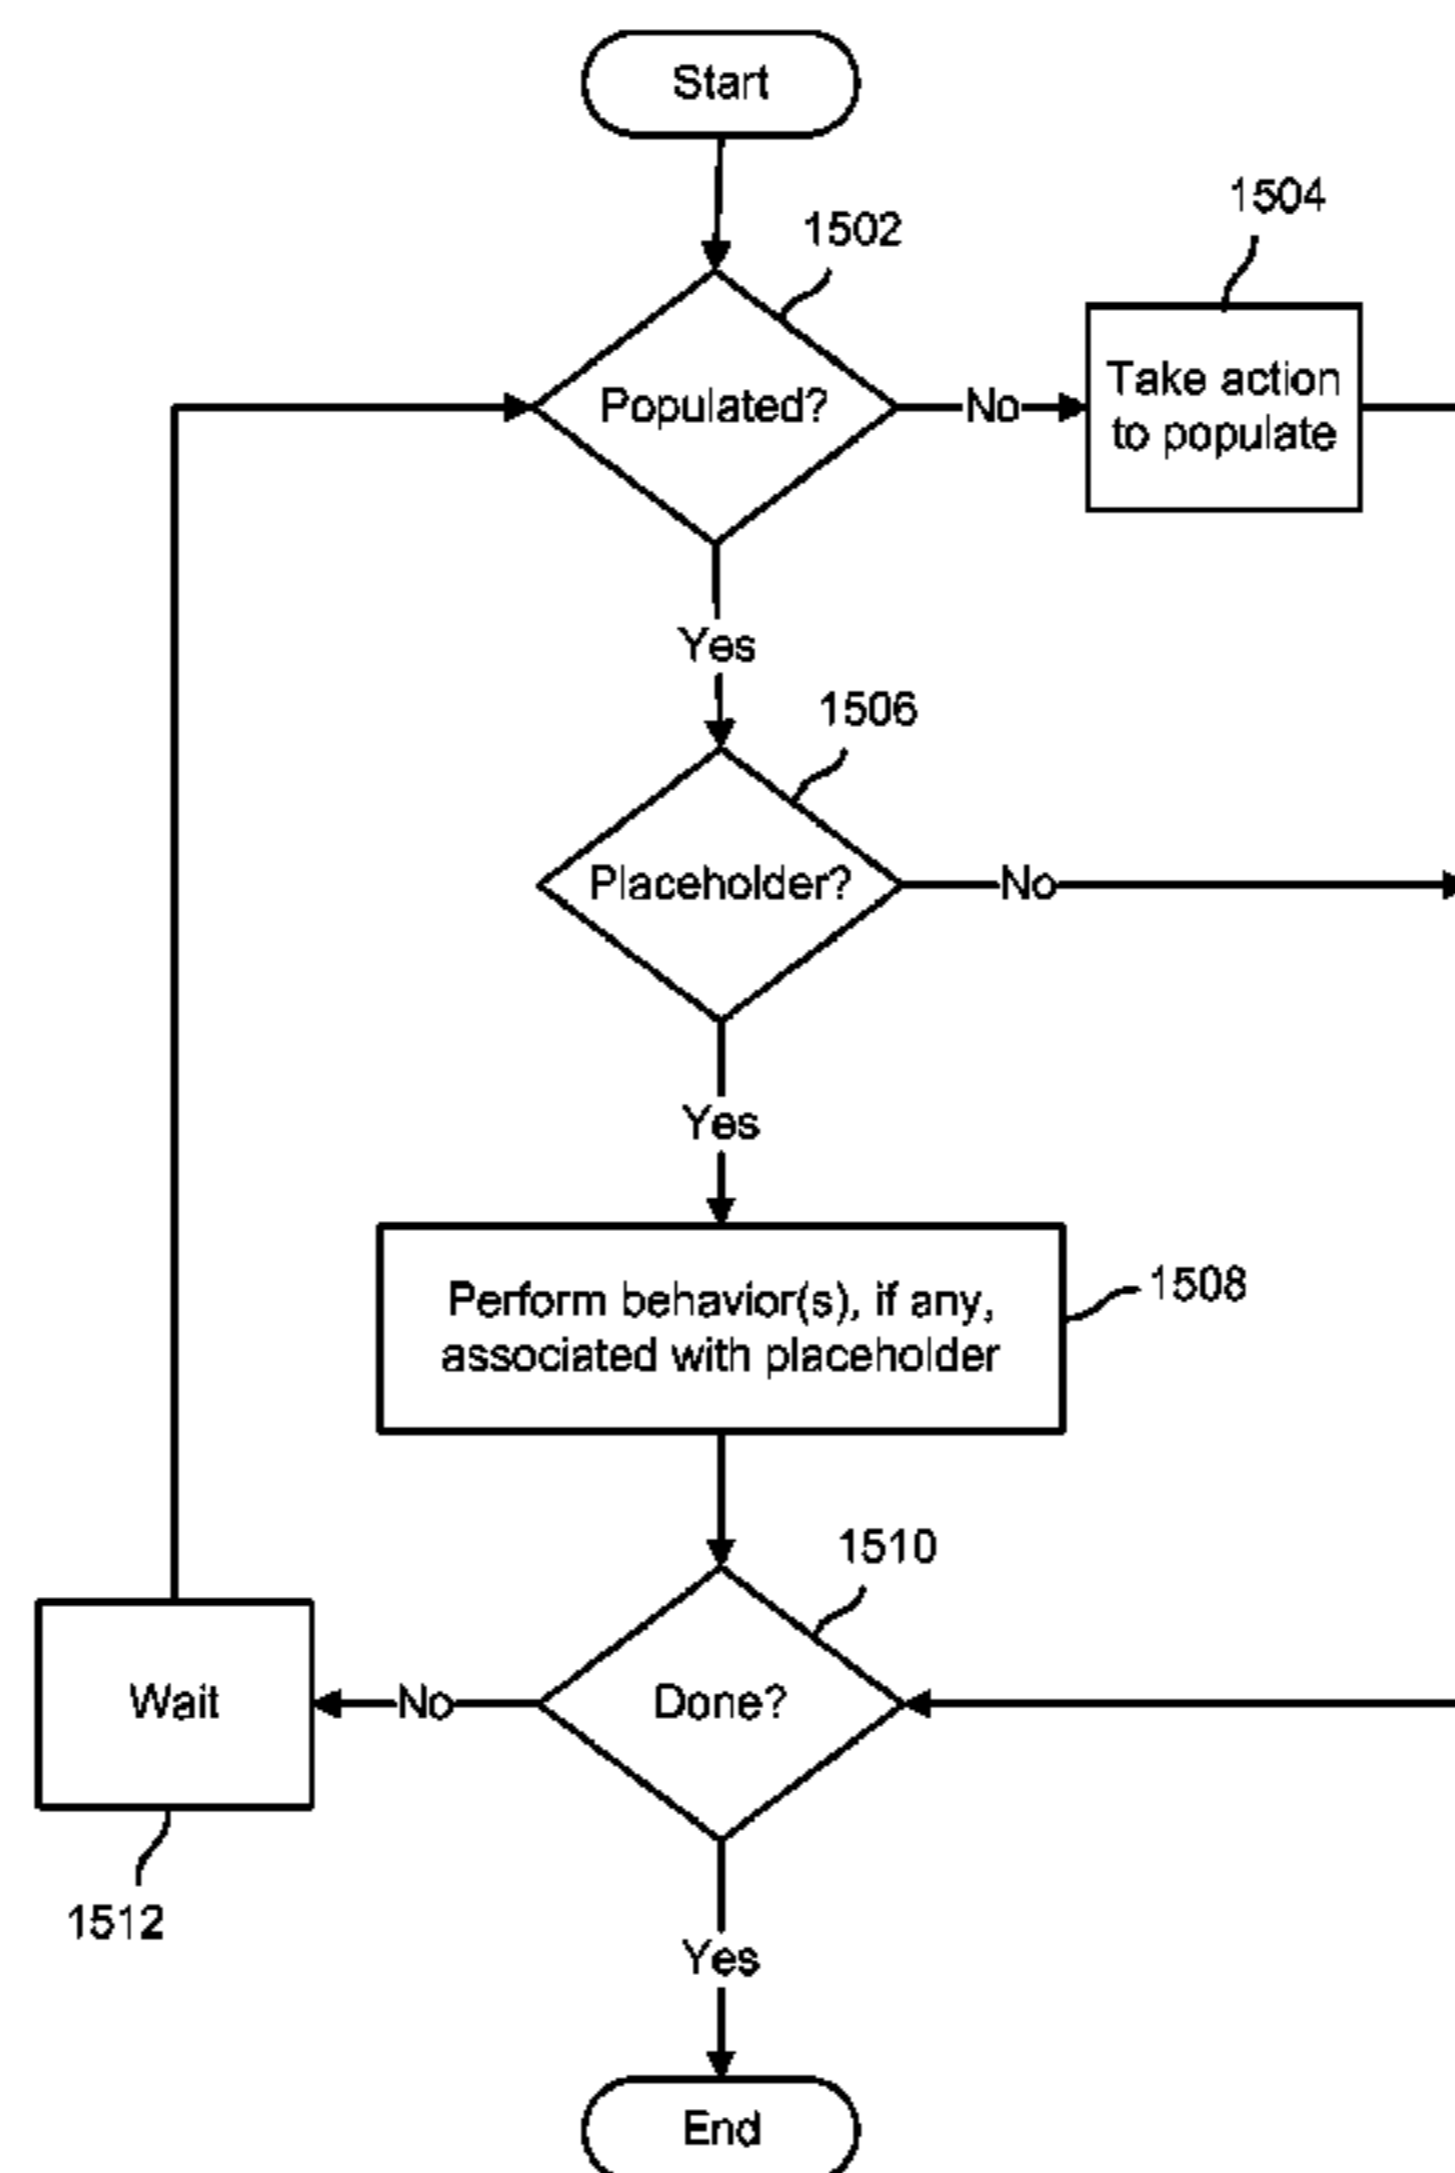 Start
1502
1504
Populated?
No
Take action
to populate
Yes
1506
Placeholder?
No
Yes
Perform behavior(s), if any,
associated with placeholder
1508
1510
Wait
No
Done?
1512
Yes
End